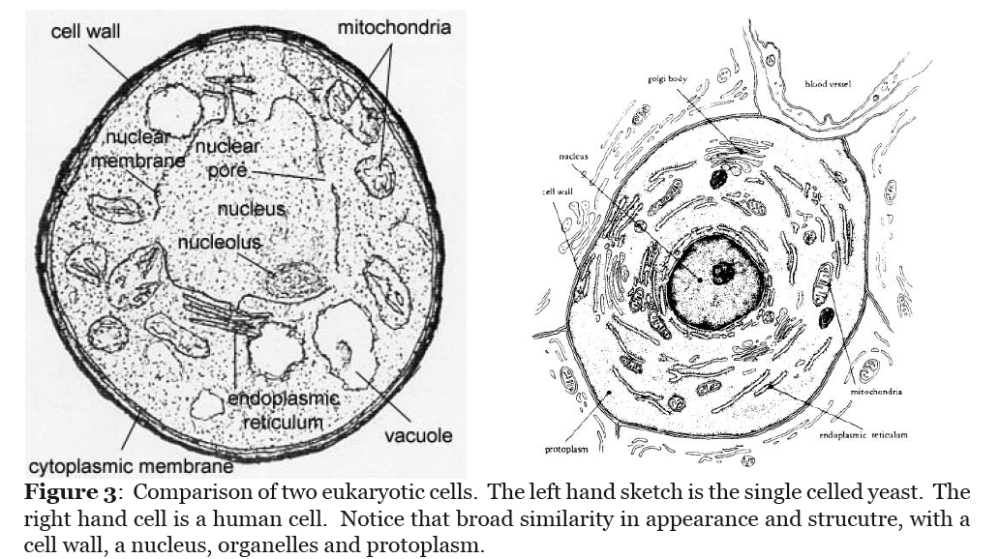 cell wall
mitochondria
nuclear
membrane
nuclear
pore
nucleus
nucleolus
endoplasmic
reticulum
vacuole
cytoplasmic membrane
golgi body
blood vessel
nucleus
cell wall
mitochondria
endoplasmic reticulum
protoplasm
Figure 3: Comparison of two eukaryotic cells. The left hand sketch is the single celled yeast. The
right hand cell is a human cell. Notice that broad similarity in appearance and strucutre, with a
cell wall, a nucleus, organelles and protoplasm.